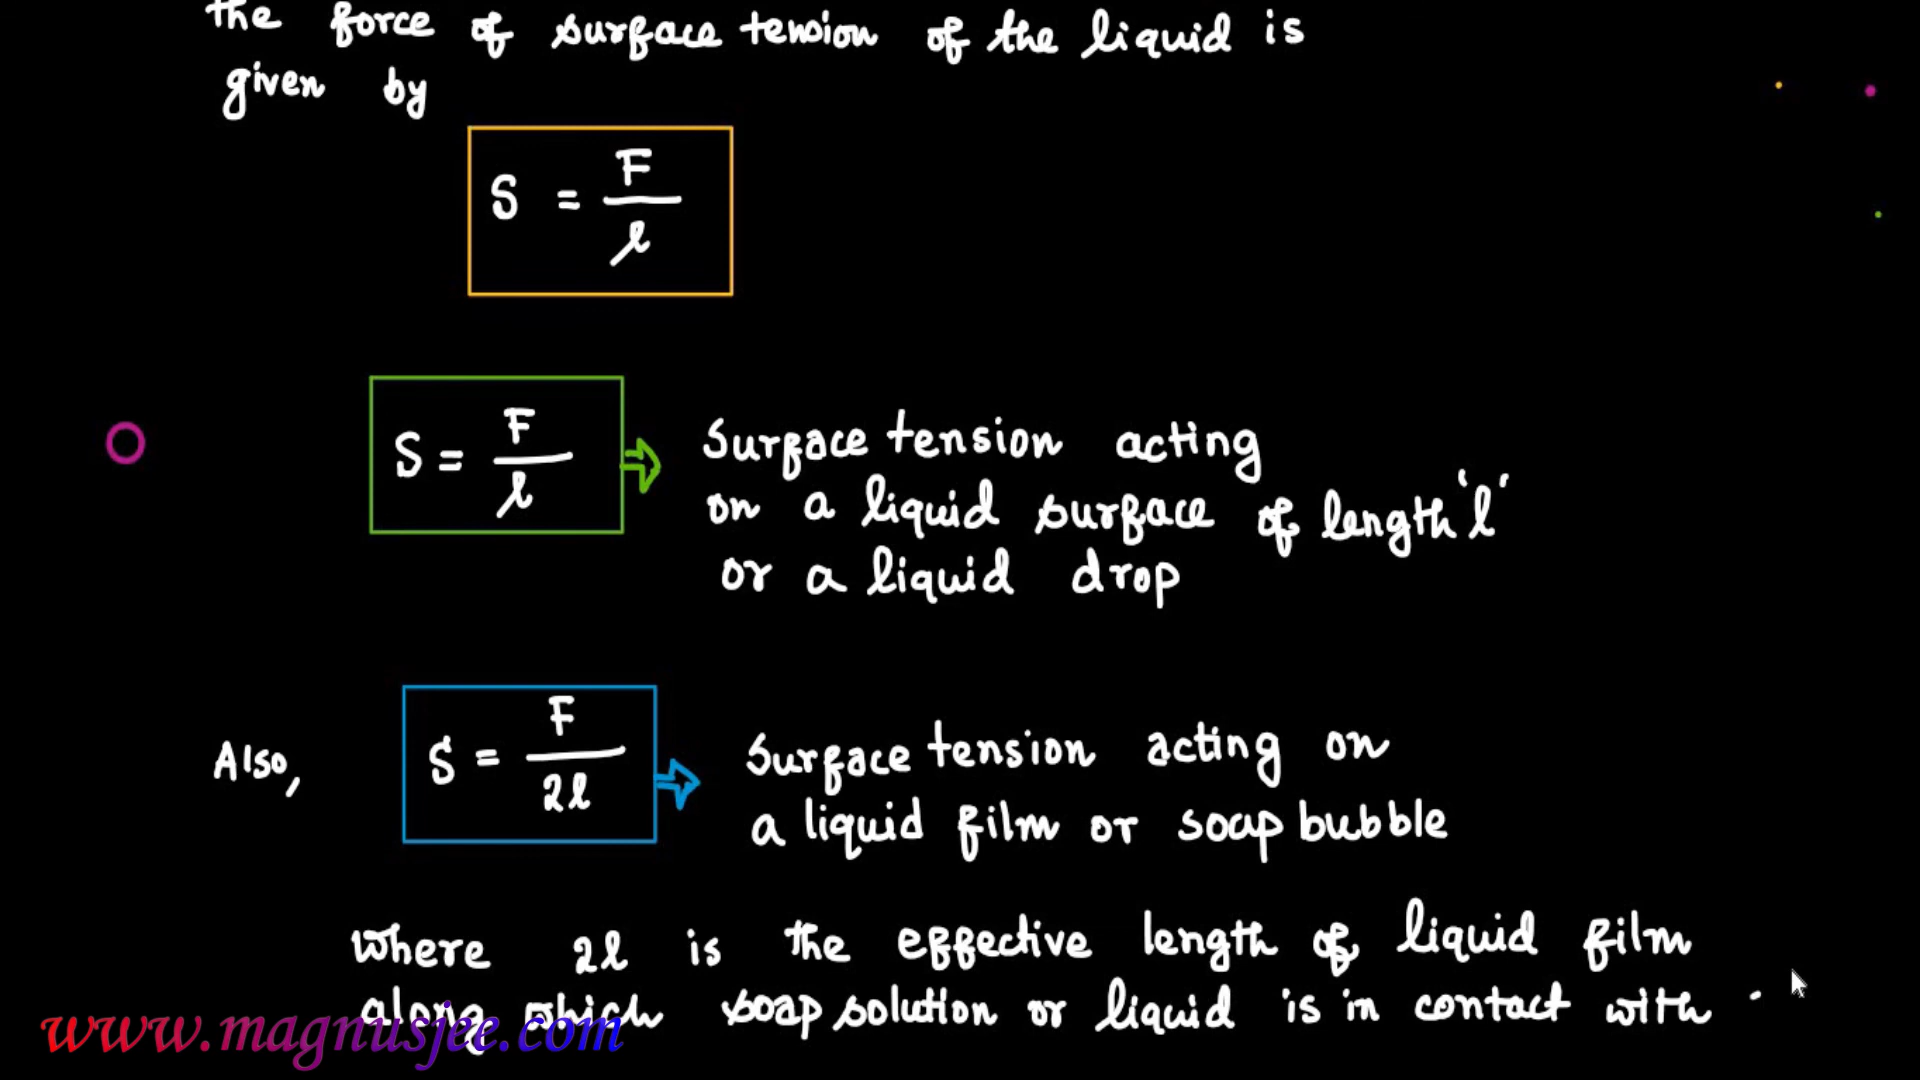 the force of surface tension of the liquid is
given by
S = F/l
S = F/l
Surface tension acting
on a liquid surface of length 'l'
or a liquid drop
Also,
S = F/2l
Surface tension acting on
a liquid film or soap bubble
where 2l is the effective length of liquid film
along which soap solution or liquid is in contact with
www.magnusjee.com